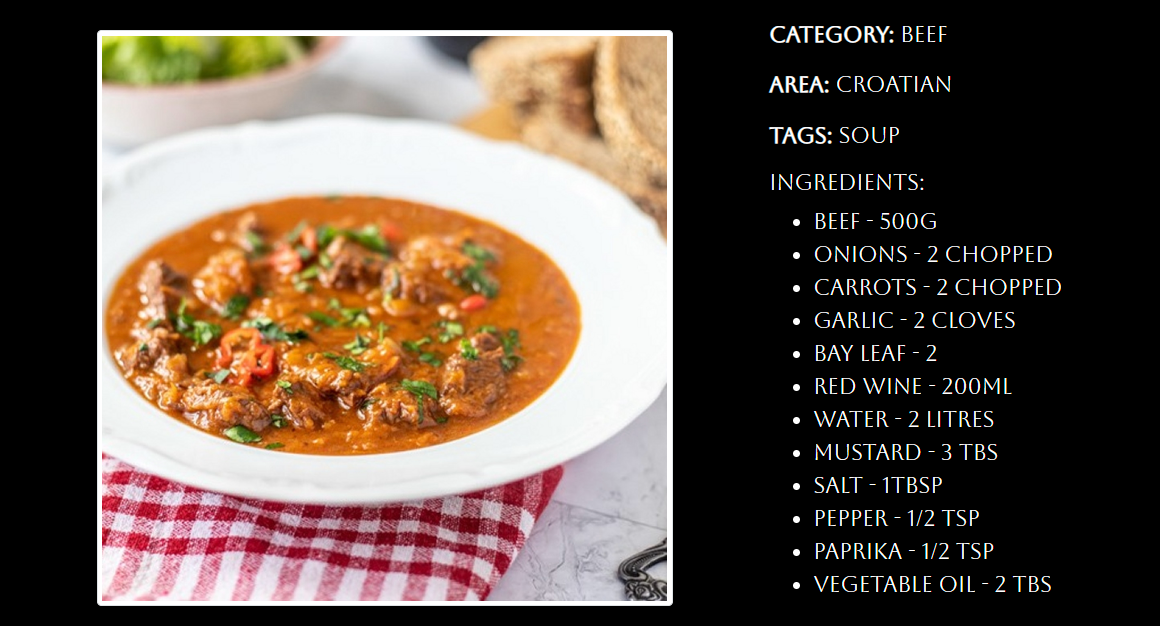 CATEGORY: BEEF
AREA: CROATIAN
TAGS: SOUP
INGREDIENTS:
• BEEF - 500G
• ONIONS - 2 CHOPPED
• CARROTS - 2 CHOPPED
• GARLIC - 2 CLOVES
• BAY LEAF - 2
• RED WINE - 200ML
• WATER - 2 LITRES
• MUSTARD - 3 TBS
• SALT - 1TBSP
• PEPPER - 1/2 TSP
• PAPRIKA - 1/2 TSP
• VEGETABLE OIL - 2 TBS